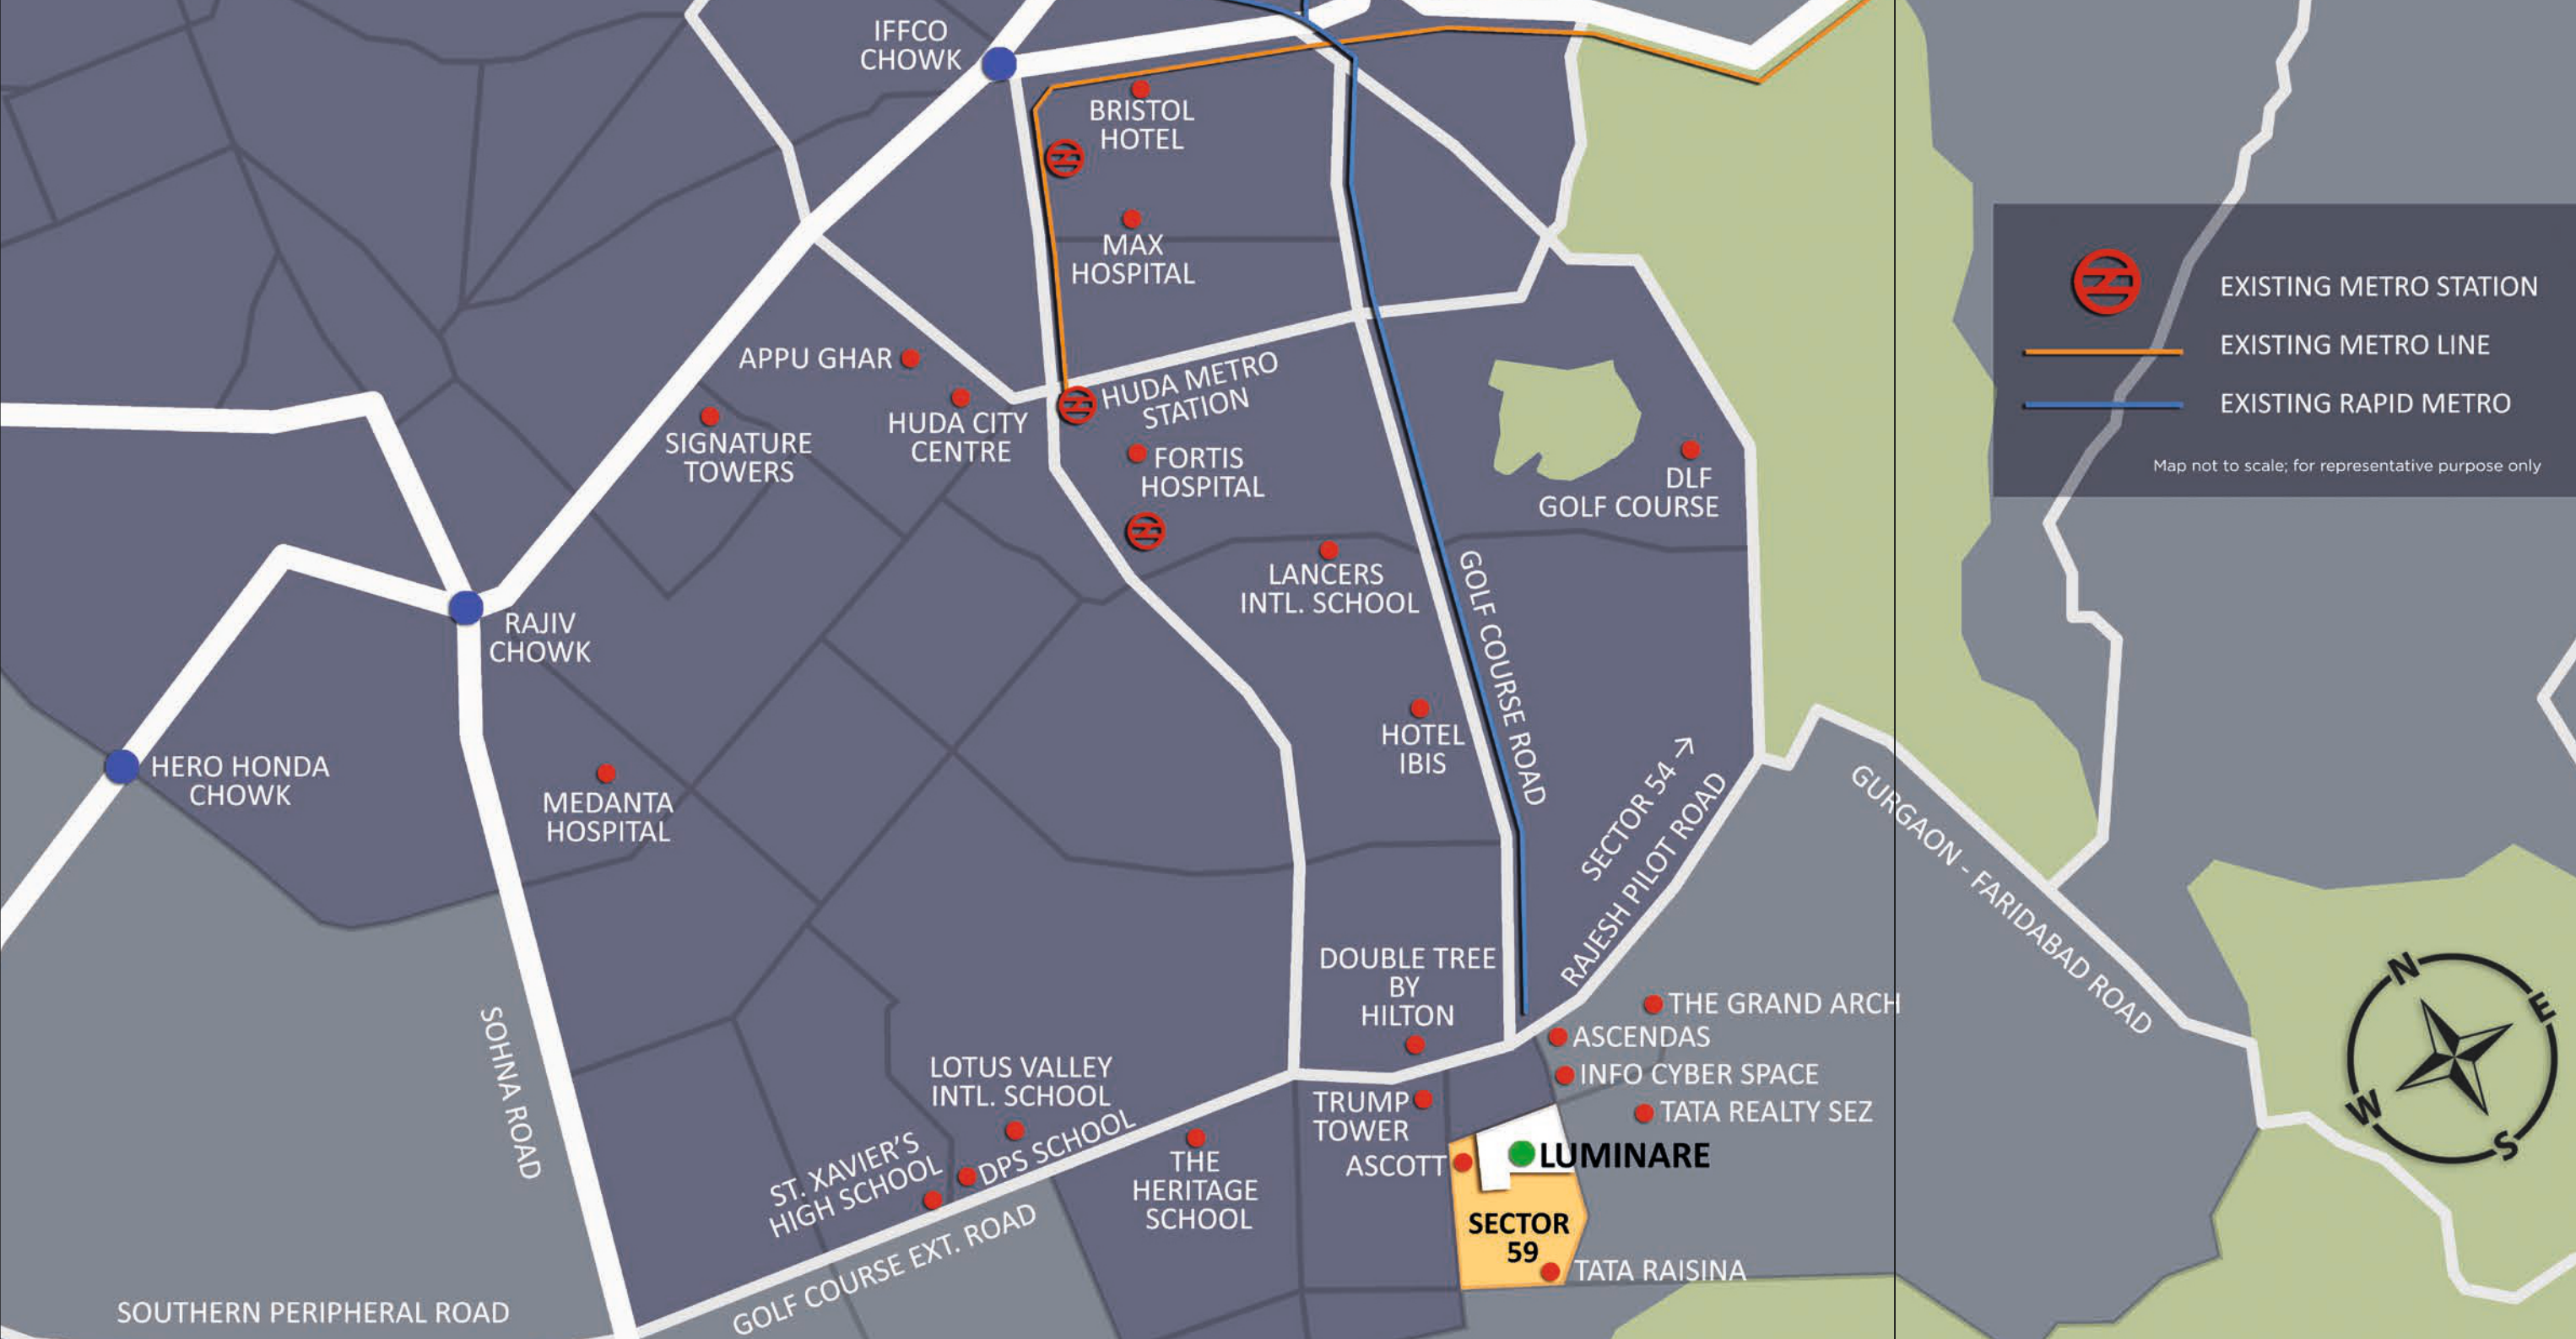 IFFCO
CHOWK
BRISTOL
HOTEL
MAX
HOSPITAL
EXISTING METRO STATION
EXISTING METRO LINE
EXISTING RAPID METRO
Map not to scale; for representative purpose only
APPU GHAR
HUDA METRO
STATION
SIGNATURE
TOWERS
HUDA CITY
CENTRE
FORTIS
HOSPITAL
DLF
GOLF COURSE
LANCERS
INTL. SCHOOL
GOLF COURSE ROAD
RAJIV
CHOWK
HOTEL
IBIS
HERO HONDA
CHOWK
MEDANTA
HOSPITAL
SECTOR 54 →
RAJESH PILOT ROAD
GURGAON - FARIDABAD ROAD
DOUBLE TREE
BY
HILTON
THE GRAND ARCH
ASCENDAS
INFO CYBER SPACE
TATA REALTY SEZ
SOHNA ROAD
LOTUS VALLEY
INTL. SCHOOL
DPS SCHOOL
ST. XAVIER'S
HIGH SCHOOL
THE
HERITAGE
SCHOOL
TRUMP
TOWER
ASCOTT
LUMINARE
SECTOR
59
TATA RAISINA
GOLF COURSE EXT. ROAD
SOUTHERN PERIPHERAL ROAD
N
E
W
S